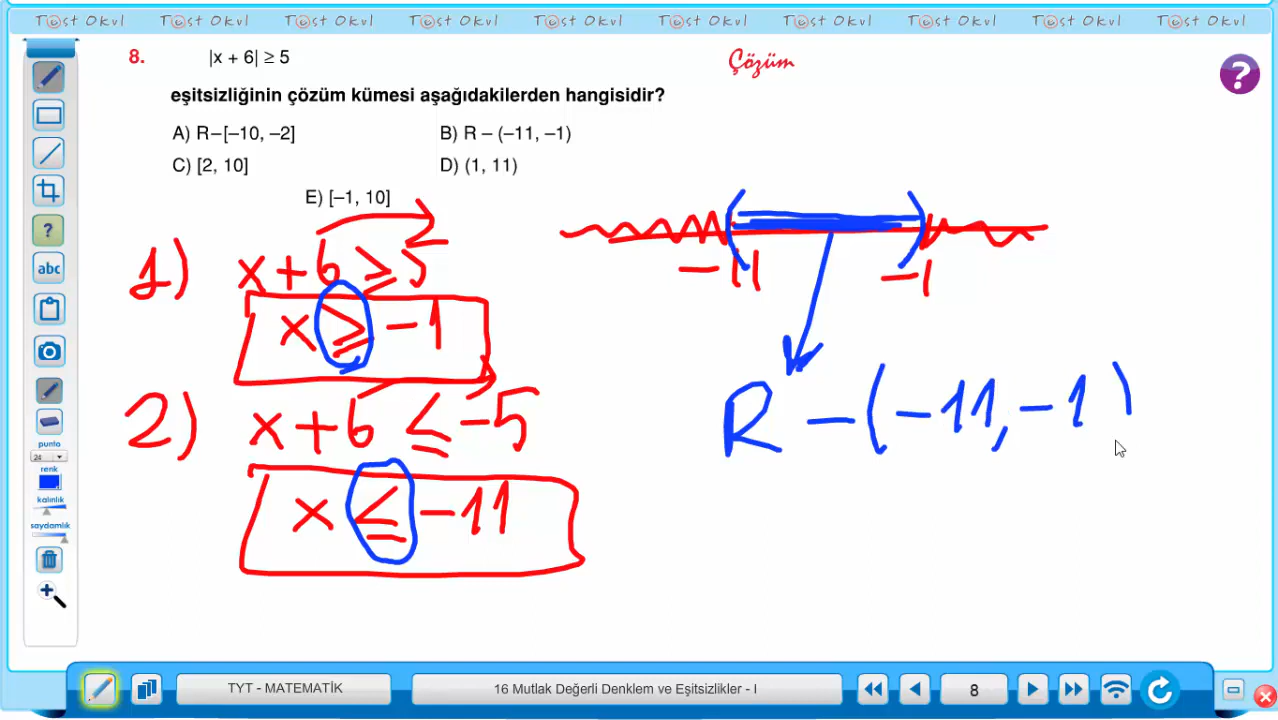 Test Okul Test Okul Test Okul Test Okul Test Okul Test Okul Test Okul Test Okul Test Okul Test Okul
8. |x + 6| ≥ 5
Çözüm
?
eşitsizliğinin çözüm kümesi aşağıdakilerden hangisidir?
A) R–[–10, –2] B) R – (–11, –1)
C) [2, 10] D) (1, 11)
E) [–1, 10]
1) x + 6 ≥ 5
x ≥ -1
2) x + 6 ≤ -5
x ≤ -11
-11 -1
R - (-11, -1)
?
abc
punto
24
renk
kalınlık
saydamlık
TYT - MATEMATİK
16 Mutlak Değerli Denklem ve Eşitsizlikler - I
8